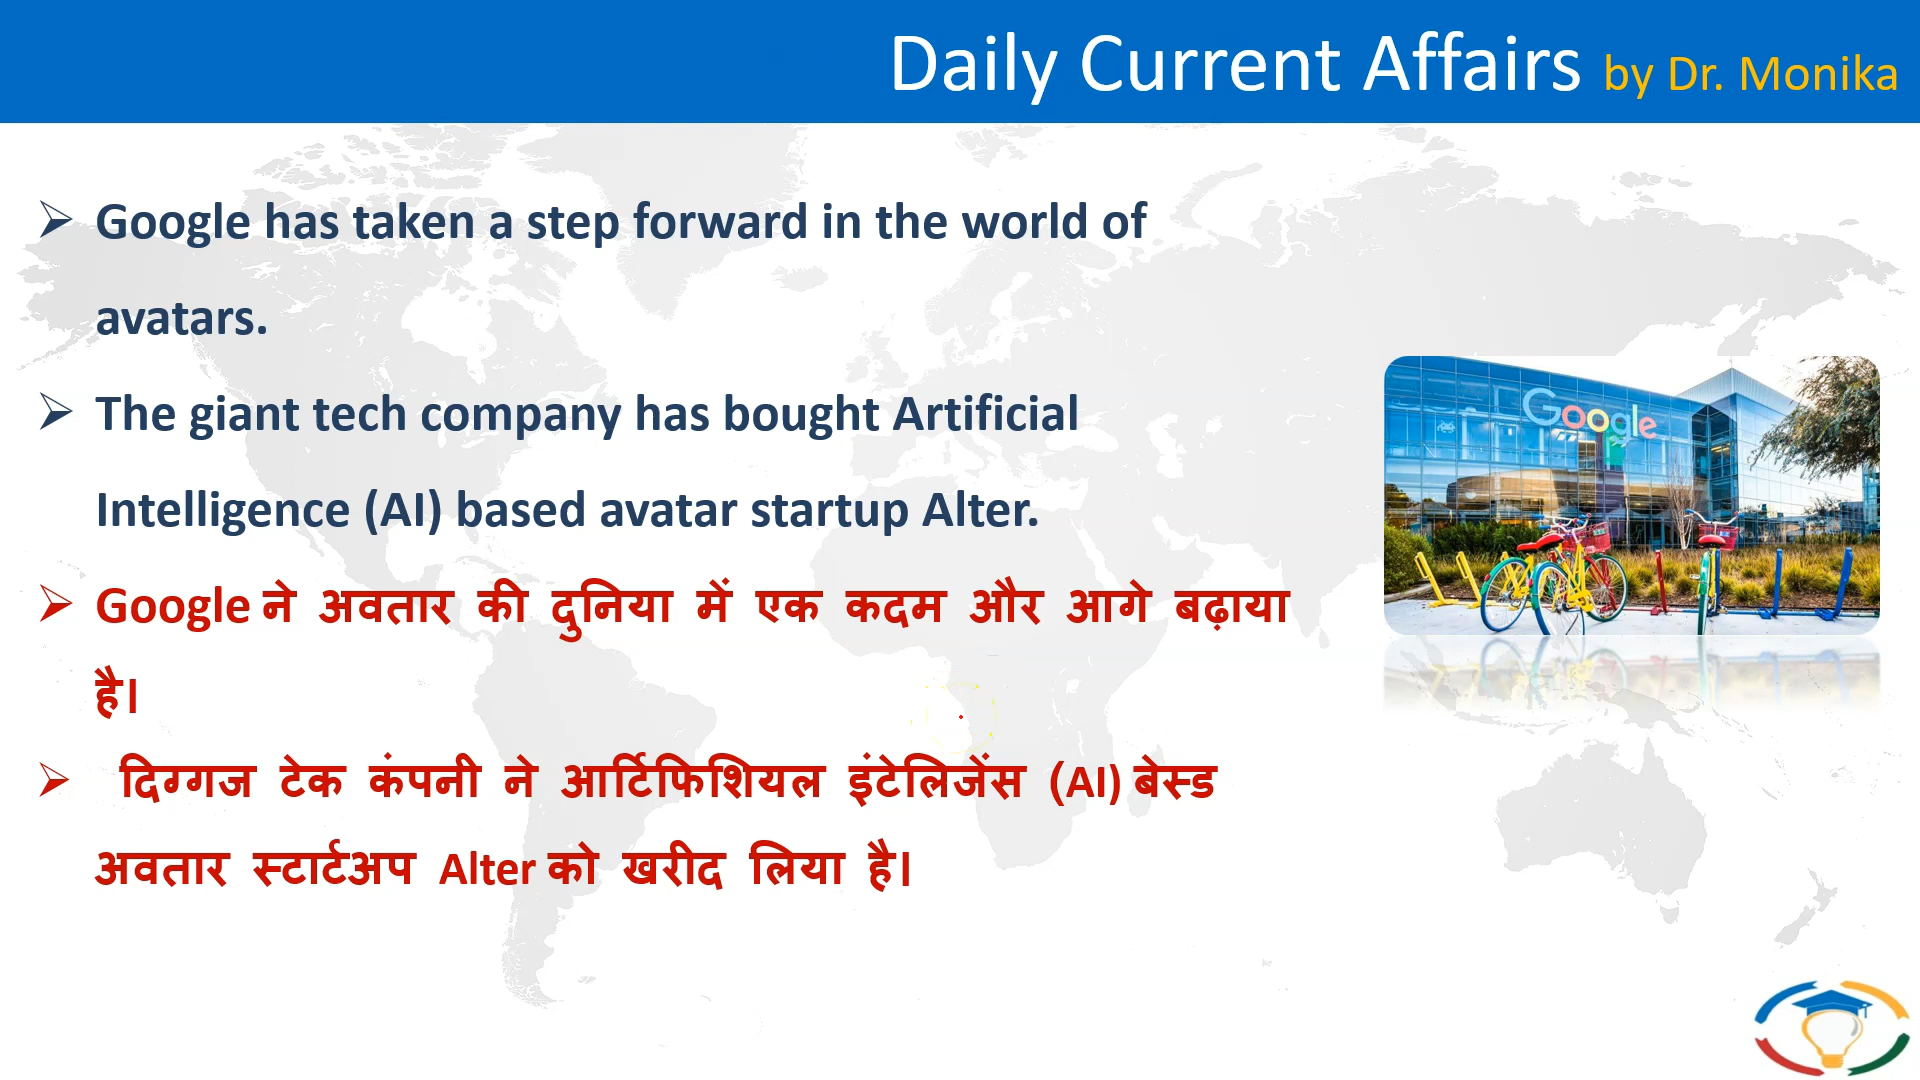 Daily Current Affairs by Dr. Monika
➢ Google has taken a step forward in the world of
avatars.
➢ The giant tech company has bought Artificial
Intelligence (AI) based avatar startup Alter.
➢ Google ने अवतार की दुनिया में एक कदम और आगे बढ़ाया
है।
➢ दिग्गज टेक कंपनी ने आर्टिफिशियल इंटेलिजेंस (AI) बेस्ड
अवतार स्टार्टअप Alter को खरीद लिया है।
Google